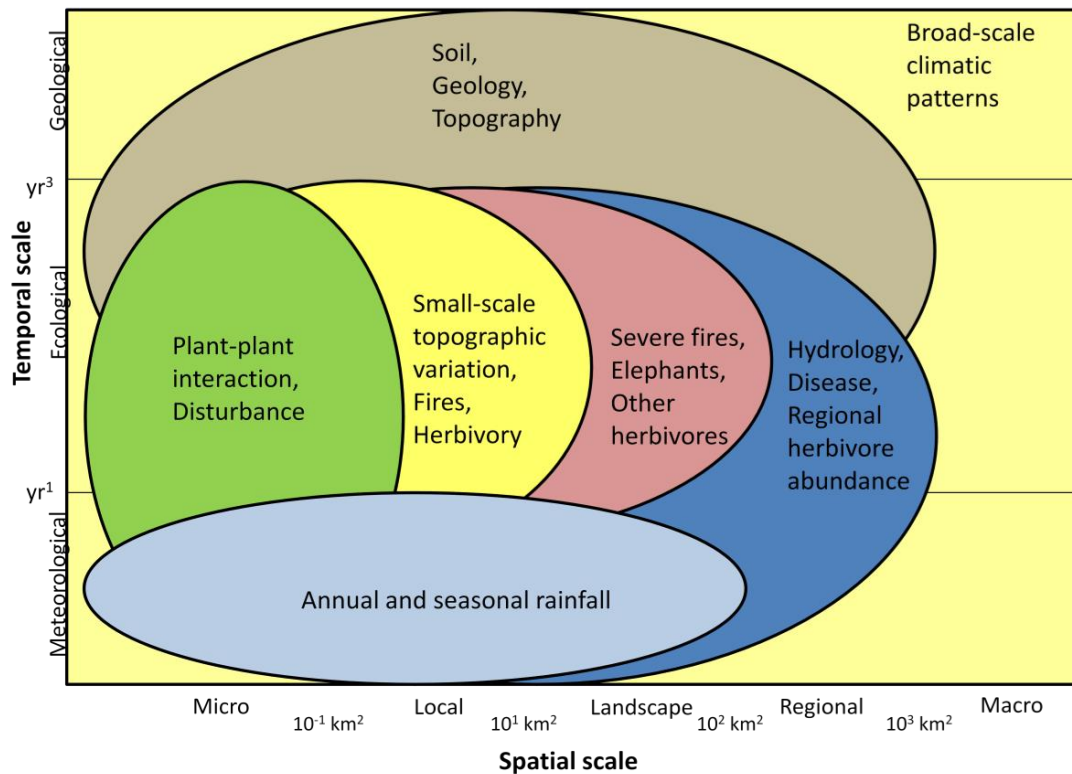 Broad-scale
climatic
patterns
Soil,
Geology,
Topography
Plant-plant
interaction,
Disturbance
Small-scale
topographic
variation,
Fires,
Herbivory
Severe fires,
Elephants,
Other
herbivores
Hydrology,
Disease,
Regional
herbivore
abundance
Annual and seasonal rainfall
Temporal scale
Geological
yr³
Ecological
yr¹
Meteorological
Micro
10⁻¹ km²
Local
10¹ km²
Landscape
10² km²
Regional
10³ km²
Macro
Spatial scale